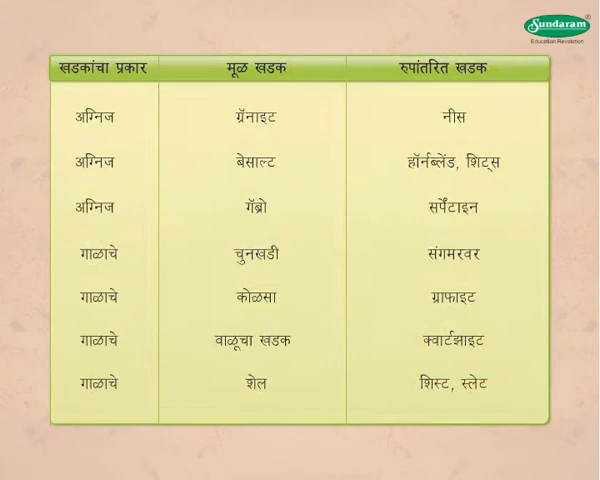 Sundaram®
Education Revolution
खडकांचा प्रकार मूळ खडक रुपांतरित खडक
अग्निज ग्रॅनाइट नीस
अग्निज बेसाल्ट हॉर्नब्लेंड, शिट्स
अग्निज गॅब्रो सर्पेंटाइन
गाळाचे चुनखडी संगमरवर
गाळाचे कोळसा ग्राफाइट
गाळाचे वाळूचा खडक क्वार्टझाइट
गाळाचे शेल शिस्ट, स्लेट